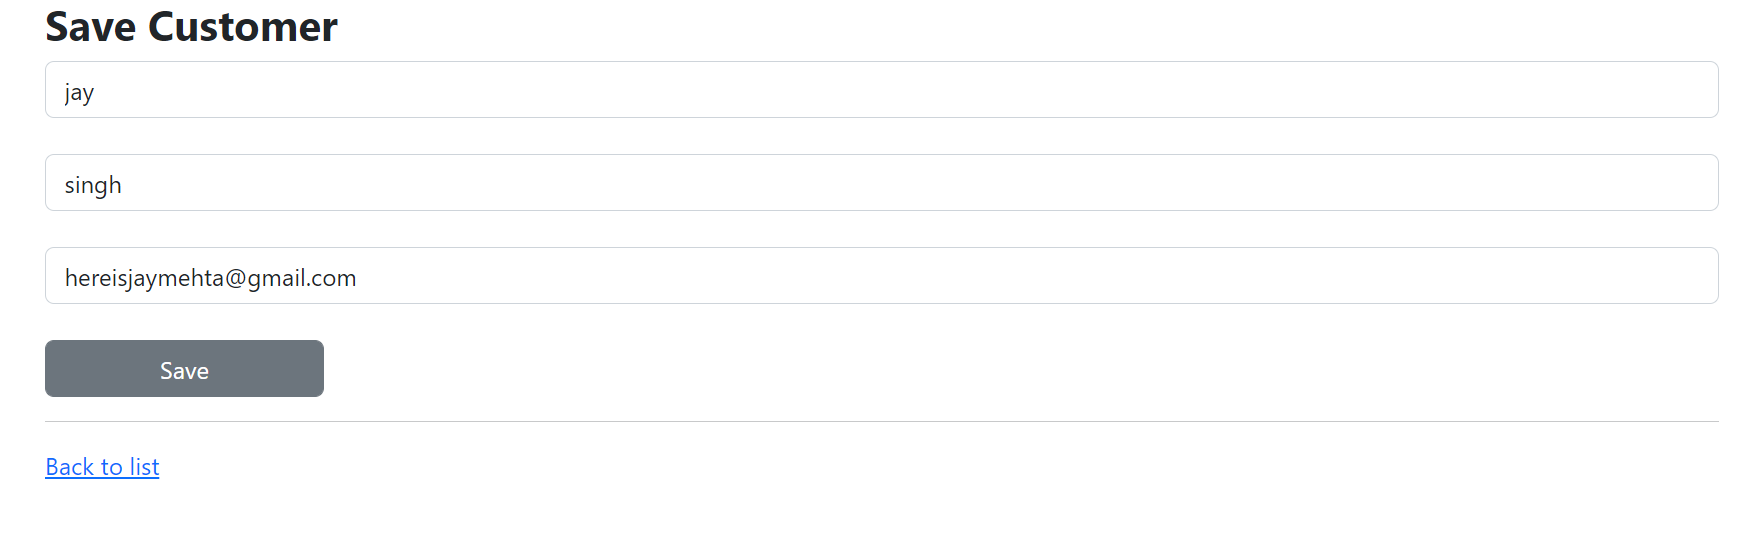 Save Customer
jay
singh
hereisjaymehta@gmail.com
Save
Back to list